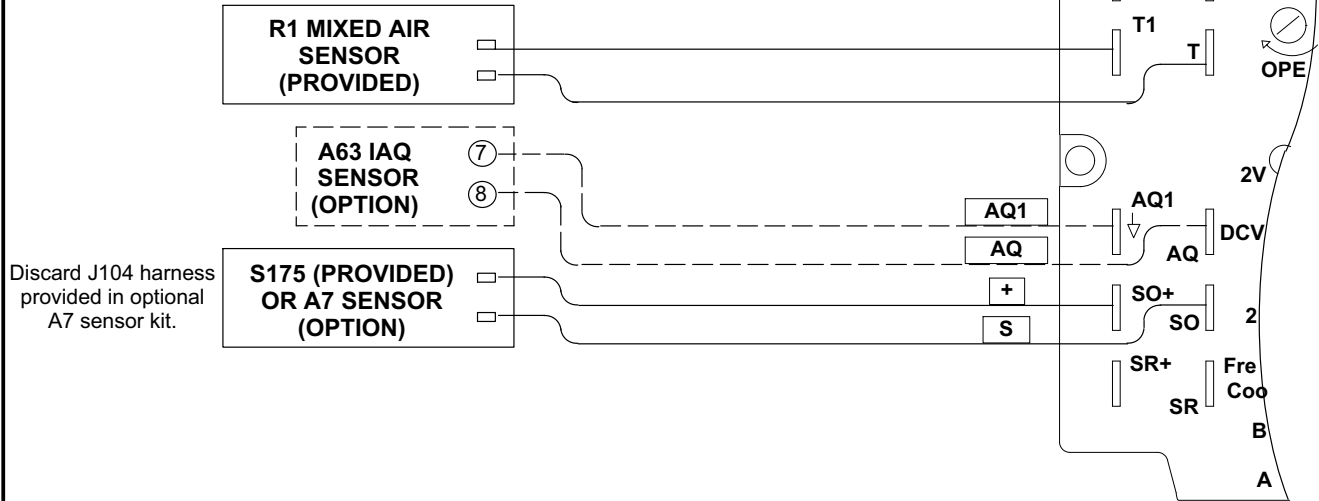 R1 MIXED AIR
SENSOR
(PROVIDED)
T1
T
OPE
A63 IAQ
SENSOR
(OPTION)
7
8
2V
AQ1
AQ1
DCV
AQ
AQ
Discard J104 harness
provided in optional
A7 sensor kit.
S175 (PROVIDED)
OR A7 SENSOR
(OPTION)
+
S
SO+
SO
2
SR+
SR
Fre
Coo
B
A